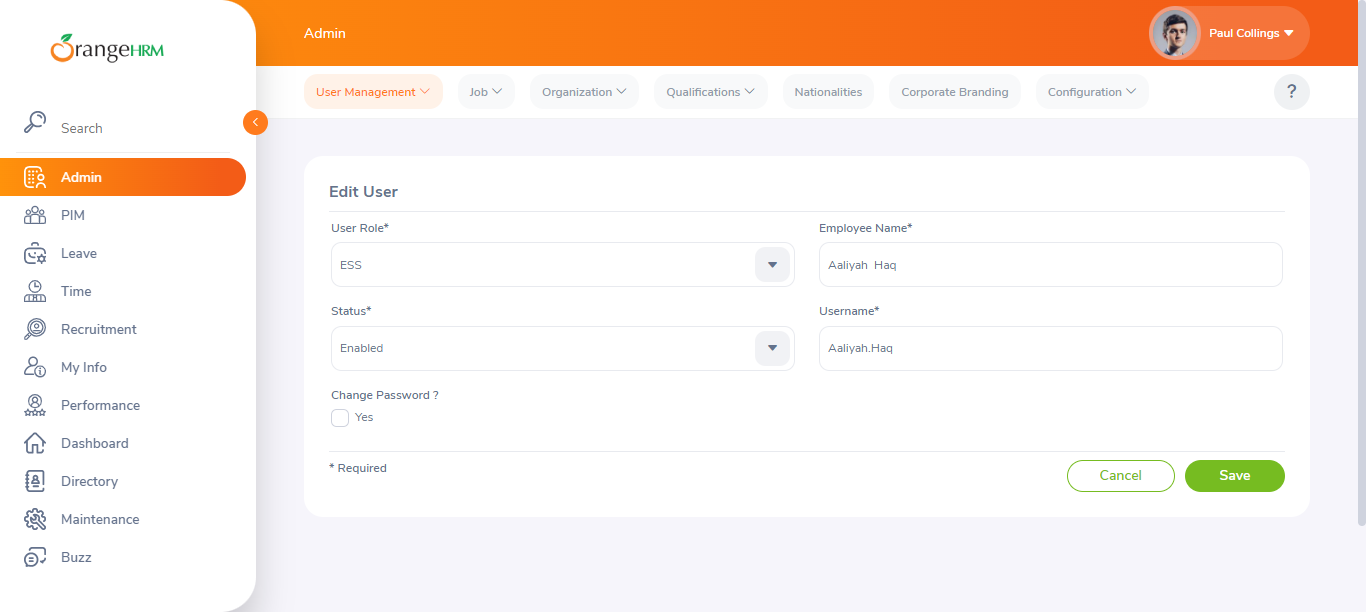 OrangeHRM
Admin
Paul Collings
User Management
Job
Organization
Qualifications
Nationalities
Corporate Branding
Configuration
?
Search
Admin
PIM
Leave
Time
Recruitment
My Info
Performance
Dashboard
Directory
Maintenance
Buzz
Edit User
User Role*
Employee Name*
ESS
Aaliyah  Haq
Status*
Username*
Enabled
Aaliyah.Haq
Change Password ?
Yes
* Required
Cancel
Save